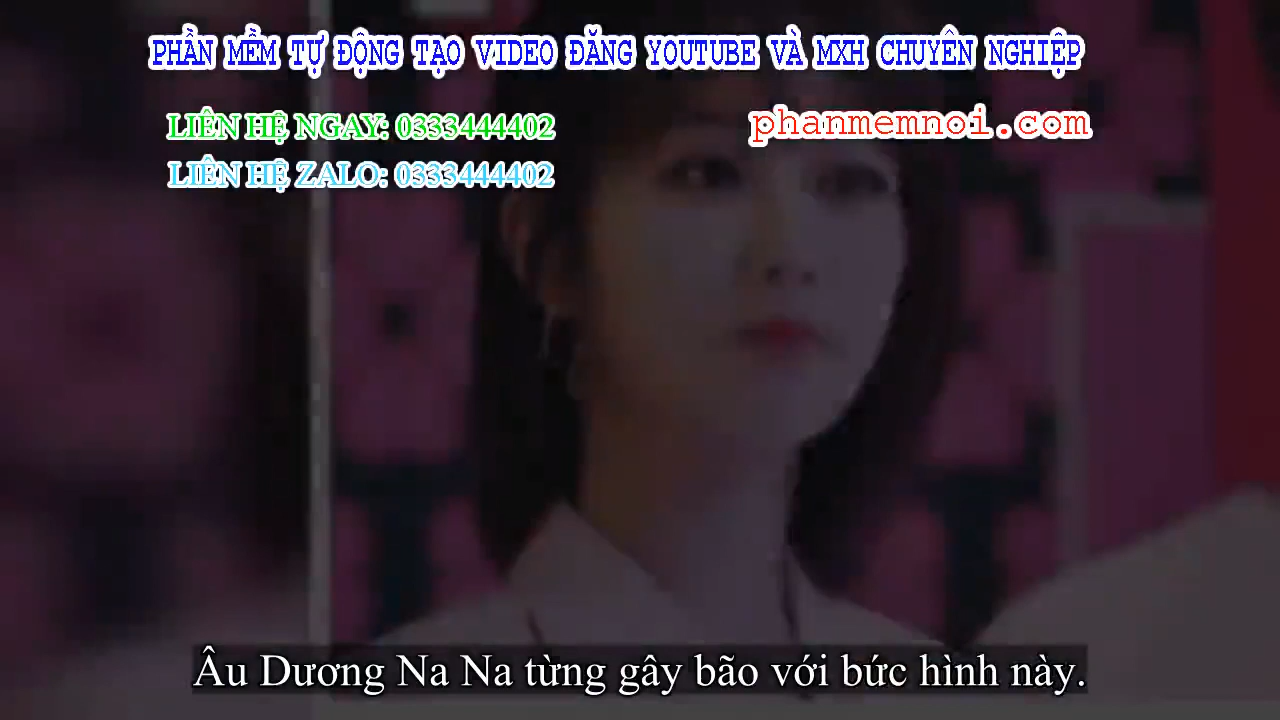 PHẦN MỀM TỰ ĐỘNG TẠO VIDEO ĐĂNG YOUTUBE VÀ MXH CHUYÊN NGHIỆP
LIÊN HỆ NGAY: 0333444402
phanmemnoi.com
LIÊN HỆ ZALO: 0333444402
Âu Dương Na Na từng gây bão với bức hình này.